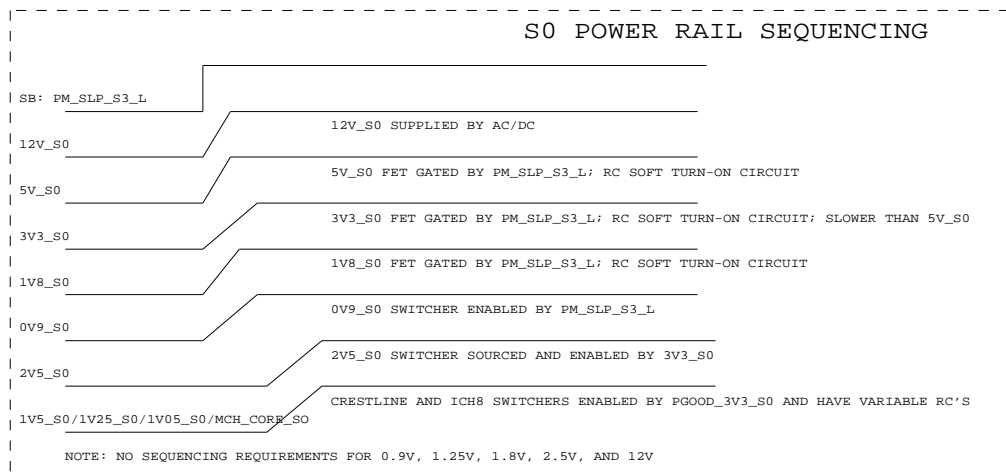 S0 POWER RAIL SEQUENCING
SB: PM_SLP_S3_L
12V_S0 SUPPLIED BY AC/DC
12V_S0
5V_S0 FET GATED BY PM_SLP_S3_L; RC SOFT TURN-ON CIRCUIT
5V_S0
3V3_S0 FET GATED BY PM_SLP_S3_L; RC SOFT TURN-ON CIRCUIT; SLOWER THAN 5V_S0
3V3_S0
1V8_S0 FET GATED BY PM_SLP_S3_L; RC SOFT TURN-ON CIRCUIT
1V8_S0
0V9_S0 SWITCHER ENABLED BY PM_SLP_S3_L
0V9_S0
2V5_S0 SWITCHER SOURCED AND ENABLED BY 3V3_S0
2V5_S0
CRESTLINE AND ICH8 SWITCHERS ENABLED BY PGOOD_3V3_S0 AND HAVE VARIABLE RC'S
1V5_S0/1V25_S0/1V05_S0/MCH_CORE_SO
NOTE: NO SEQUENCING REQUIREMENTS FOR 0.9V, 1.25V, 1.8V, 2.5V, AND 12V